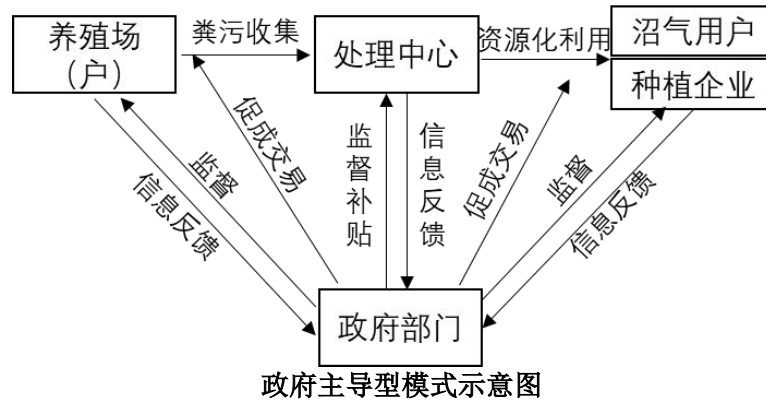 养殖场
（户）
粪污收集
处理中心
资源化利用
沼气用户
种植企业
促成交易
监督
信息反馈
监督补贴
信息反馈
促成交易
监督
信息反馈
政府部门
政府主导型模式示意图